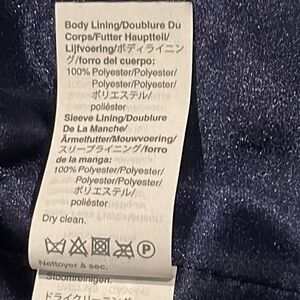 Body Lining/Doublure Du
Corps/Futter Hauptteil/
Lijfvoering/ボディライニン
グ/forro del cuerpo:
100% Polyester/Polyester/
Polyester/Polyester/
ポリエステル/
poliéster
Sleeve Lining/Doublure
De La Manche/
Ärmelfutter/Mouwvoering/
スリーブライニング/forro
de la manga:
100% Polyester/Polyester/
Polyester/Polyester/
ポリエステル/
poliéster
Dry clean.
P
Nettoyer à sec.
Stoomreinigen.
ドライクリーニング